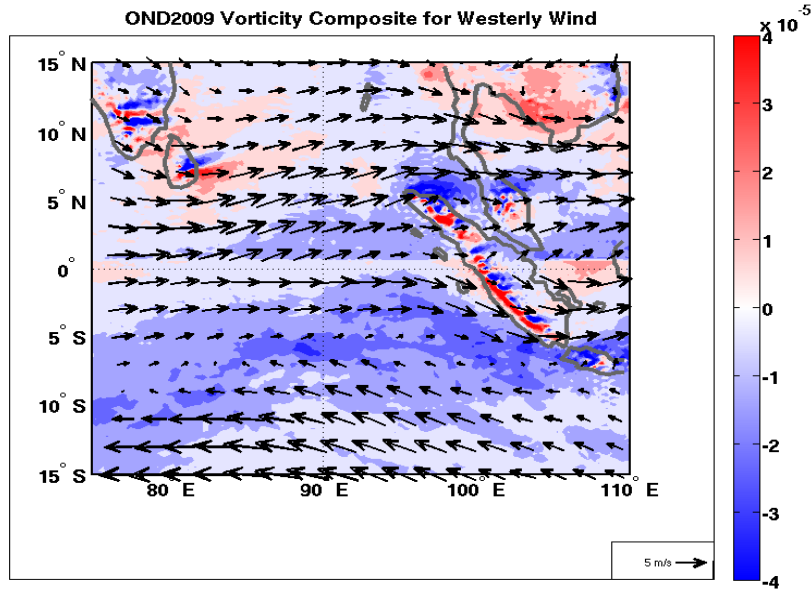 OND2009 Vorticity Composite for Westerly Wind
x 10^-5
15° N
10° N
5° N
0°
5° S
10° S
15° S
80° E
90° E
100° E
110° E
4
3
2
1
0
-1
-2
-3
-4
5 m/s